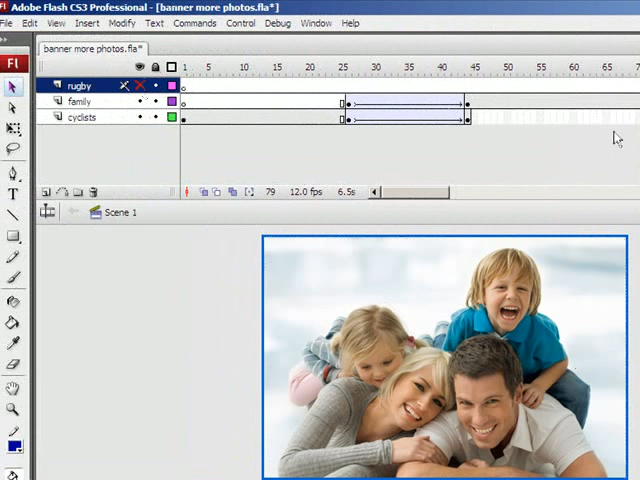 Adobe Flash CS3 Professional - [banner more photos.fla*]
File Edit View Insert Modify Text Commands Control Debug Window Help
banner more photos.fla*
1 5 10 15 20 25 30 35 40 45 50 55 60 65 70
Fl
rugby
family
cyclists
79 12.0 fps 6.5s
Scene 1
T